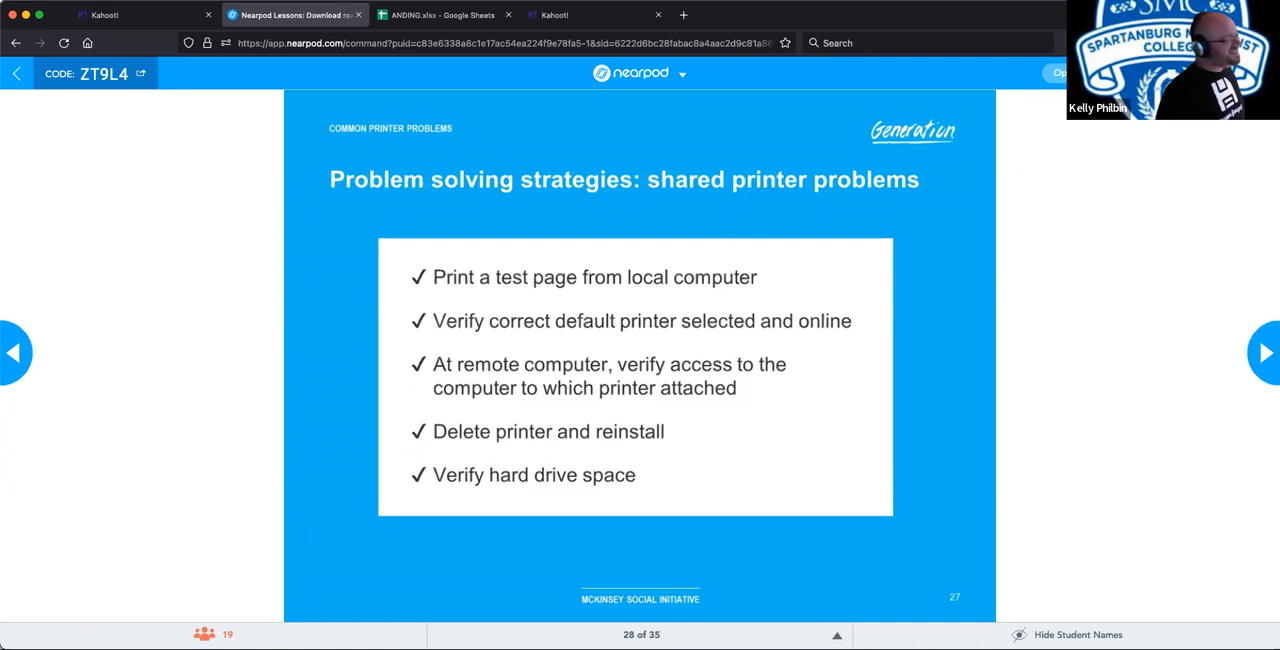 Kahoot!
Nearpod Lessons: Download re
ANDING.xlsx - Google Sheets
Kahoot!
https://app.nearpod.com/command?puid=c83e6338a8c1e17ac54ea224f9e78fa5-1&sid=6222d6bc28fabac8a4aac2d9c81a86
Search
CODE: ZT9L4
nearpod
Op
SMC
SPARTANBURG
COLLEGE
Kelly Philbin
COMMON PRINTER PROBLEMS
Generation
Problem solving strategies: shared printer problems
✓ Print a test page from local computer
✓ Verify correct default printer selected and online
✓ At remote computer, verify access to the
computer to which printer attached
✓ Delete printer and reinstall
✓ Verify hard drive space
MCKINSEY SOCIAL INITIATIVE
27
19
28 of 35
Hide Student Names